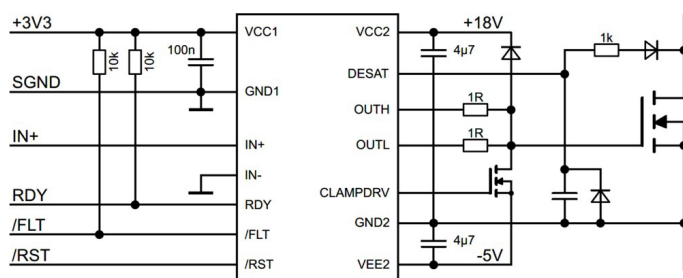 +3V3
VCC1
VCC2
+18V
10k
10k
100n
4µ7
1k
DESAT
SGND
GND1
OUTH
1R
IN+
IN+
OUTL
1R
IN-
CLAMPDRV
RDY
RDY
GND2
/FLT
/FLT
4µ7
-5V
/RST
/RST
VEE2